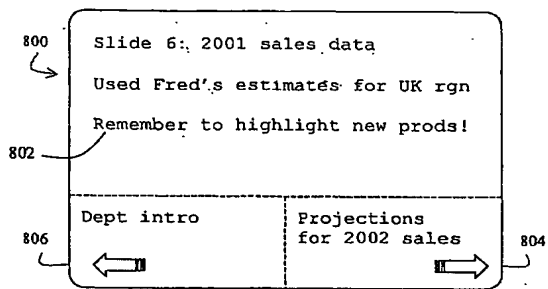 800
Slide 6: 2001 sales data
Used Fred's estimates for UK rgn
Remember to highlight new prods!
802
Dept intro
Projections
for 2002 sales
806
804